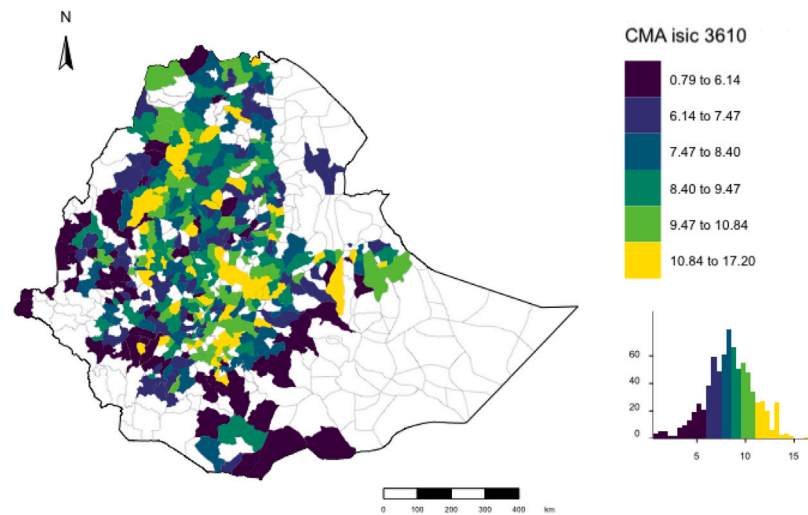 N
CMA isic 3610
0.79 to 6.14
6.14 to 7.47
7.47 to 8.40
8.40 to 9.47
9.47 to 10.84
10.84 to 17.20
60
40
20
0
5 10 15
0 100 200 300 400 km